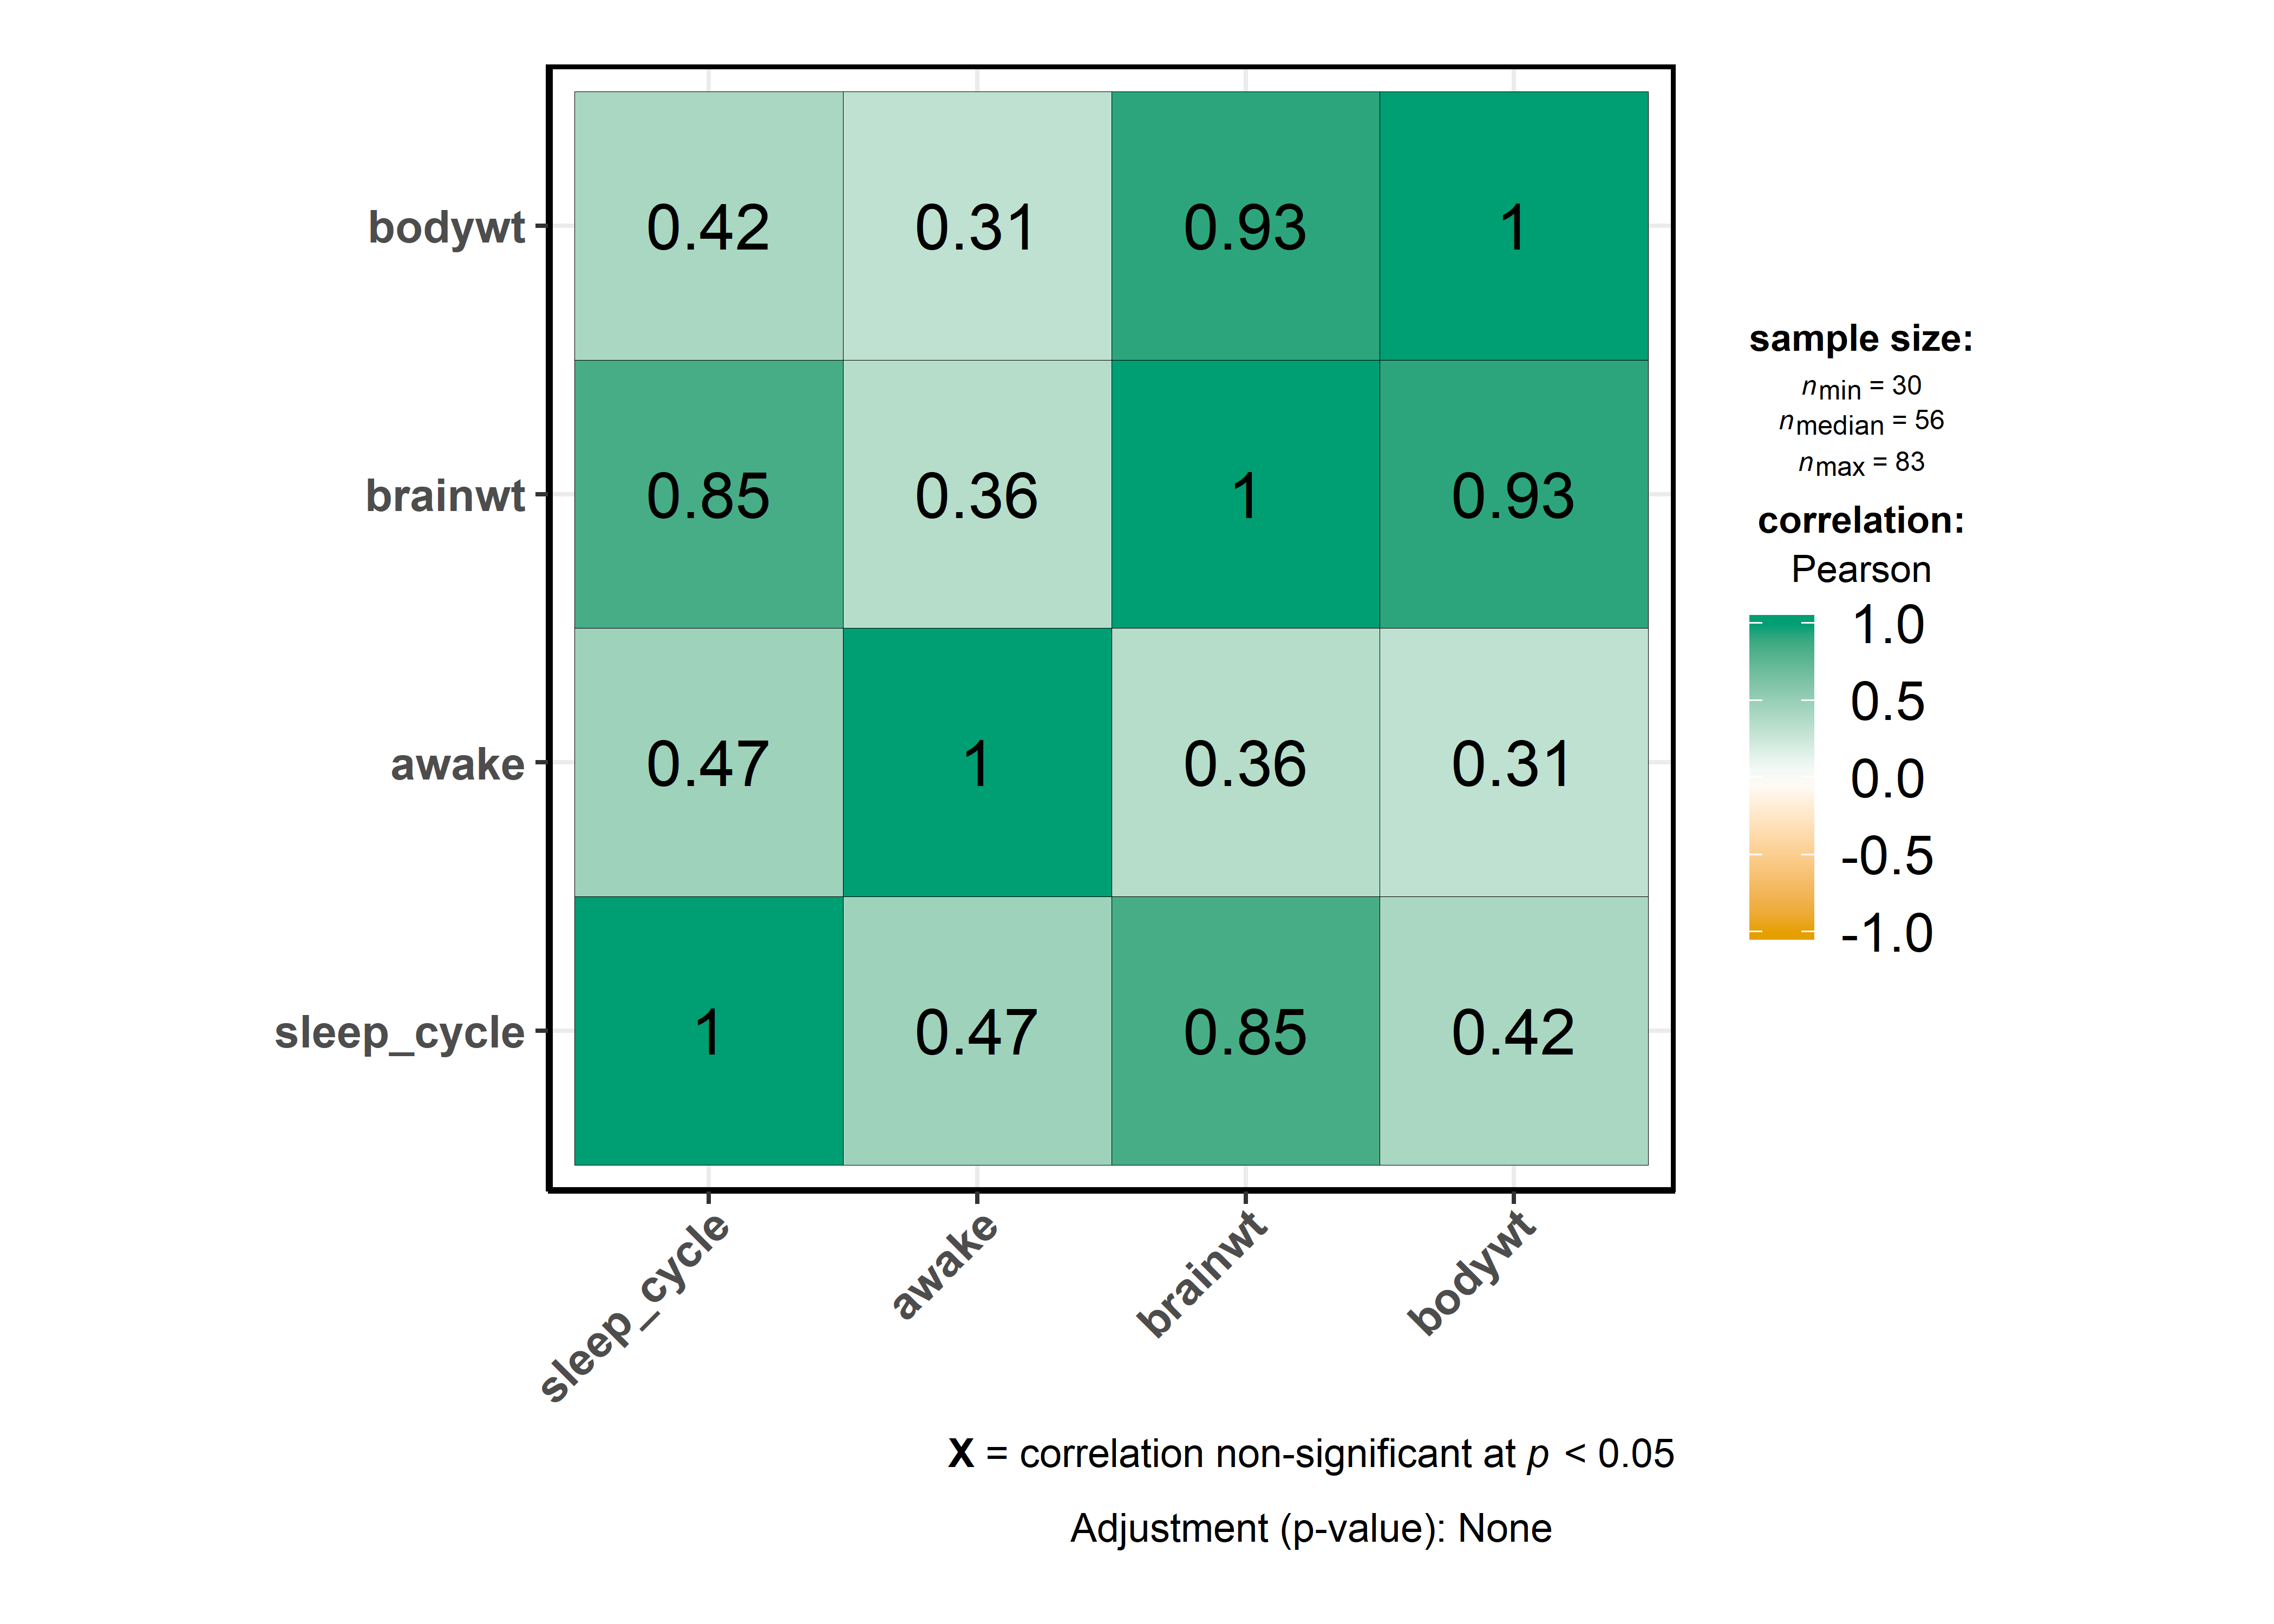 bodywt 0.42 0.31 0.93 1
brainwt 0.85 0.36 1 0.93
awake 0.47 1 0.36 0.31
sleep_cycle 1 0.47 0.85 0.42
sleep_cycle awake brainwt bodywt
sample size:
nmin = 30
nmedian = 56
nmax = 83
correlation:
Pearson
1.0
0.5
0.0
-0.5
-1.0
X = correlation non-significant at p < 0.05
Adjustment (p-value): None